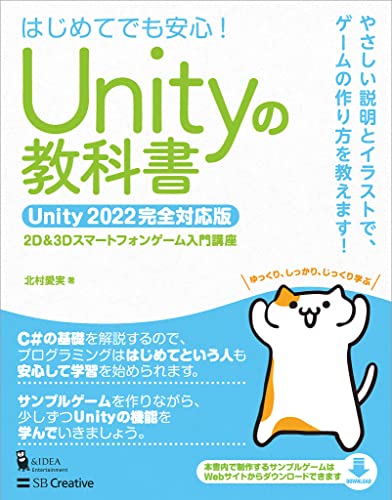 はじめてでも安心！
Unityの
教科書
Unity 2022完全対応版
2D&3Dスマートフォンゲーム入門講座
北村愛実 著
やさしい説明とイラストで、
ゲームの作り方を教えます！
ゆっくり、しっかり、じっくり学ぶ
C#の基礎を解説するので、
プログラミングははじめてという人も
安心して学習を始められます。
サンプルゲームを作りながら、
少しずつUnityの機能を
学んでいきましょう。
&IDEA
Entertainment
SB Creative
本書内で制作するサンプルゲームは
Webサイトからダウンロードできます
DOWNLOAD